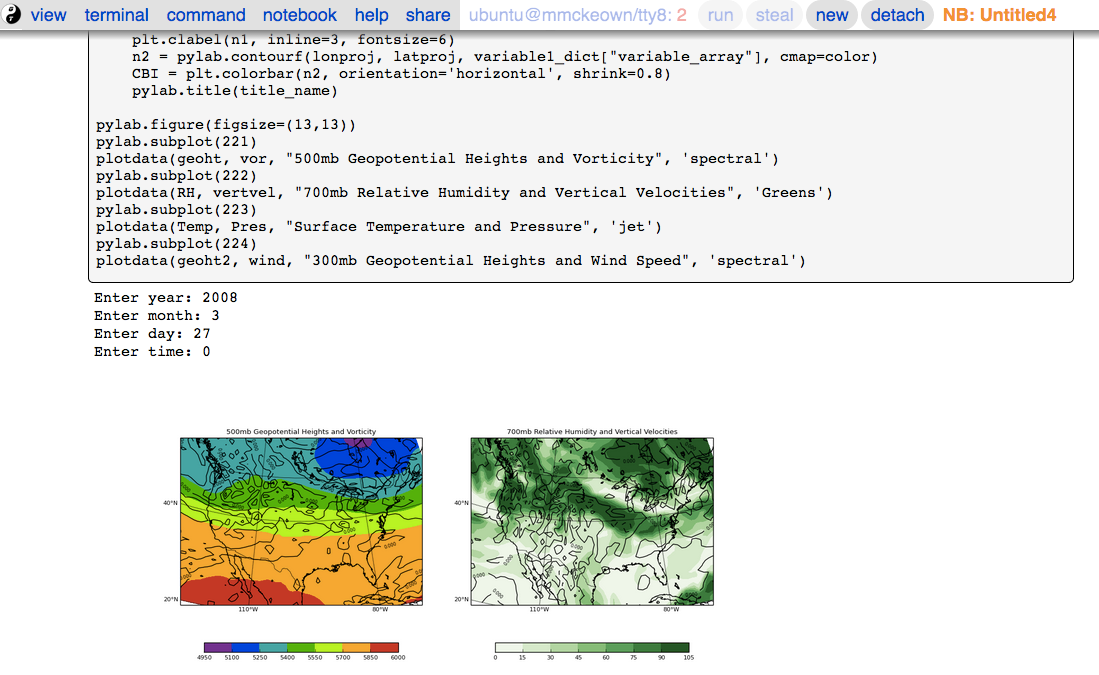 view terminal command notebook help share ubuntu@mmckeown/tty8: 2 run steal new detach NB: Untitled4
plt.clabel(n1, inline=3, fontsize=6)
n2 = pylab.contourf(lonproj, latproj, variable1_dict["variable_array"], cmap=color)
CBI = plt.colorbar(n2, orientation='horizontal', shrink=0.8)
pylab.title(title_name)
pylab.figure(figsize=(13,13))
pylab.subplot(221)
plotdata(geoht, vor, "500mb Geopotential Heights and Vorticity", 'spectral')
pylab.subplot(222)
plotdata(RH, vertvel, "700mb Relative Humidity and Vertical Velocities", 'Greens')
pylab.subplot(223)
plotdata(Temp, Pres, "Surface Temperature and Pressure", 'jet')
pylab.subplot(224)
plotdata(geoht2, wind, "300mb Geopotential Heights and Wind Speed", 'spectral')
Enter year: 2008
Enter month: 3
Enter day: 27
Enter time: 0
500mb Geopotential Heights and Vorticity
40°N
20°N
110°W 80°W
4950 5100 5250 5400 5550 5700 5850 6000
700mb Relative Humidity and Vertical Velocities
40°N
20°N
110°W 80°W
0 15 30 45 60 75 90 105